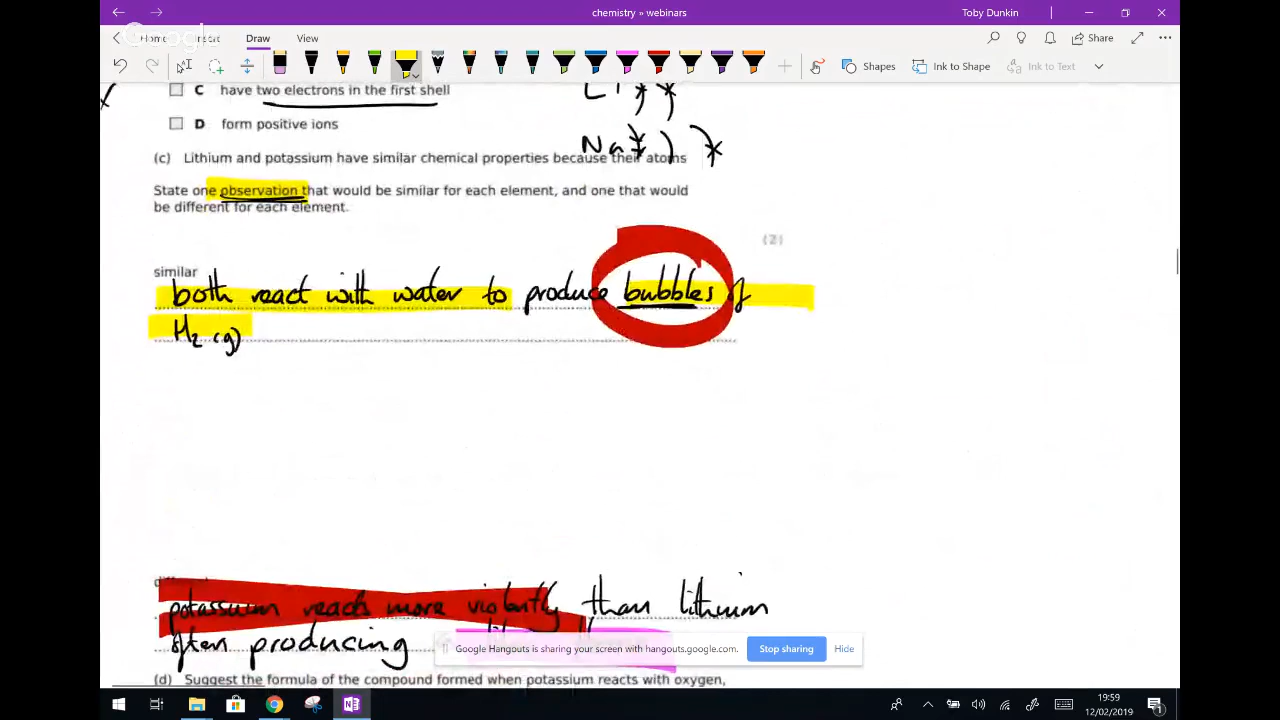 chemistry » webinars
Toby Dunkin
Google
Home Insert Draw View
Share
Shapes Ink to Shape Ink to Text
C have two electrons in the first shell
Li
D form positive ions
Na
(c) Lithium and potassium have similar chemical properties because their atoms
State one observation that would be similar for each element, and one that would
be different for each element.
(2)
similar
both react with water to produce bubbles of
H2 (g)
different
potassium reacts more violently than lithium
often producing
Google Hangouts is sharing your screen with hangouts.google.com.
Stop sharing
Hide
(d) Suggest the formula of the compound formed when potassium reacts with oxygen,
19:59
12/02/2019